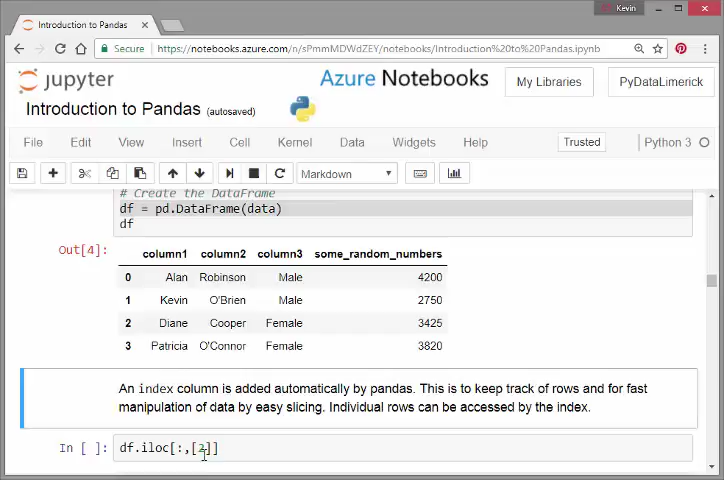 Kevin
Introduction to Pandas
Secure https://notebooks.azure.com/n/sPmmMDWdZEY/notebooks/Introduction%20to%20Pandas.ipynb
jupyter Azure Notebooks My Libraries PyDataLimerick
Introduction to Pandas (autosaved)
File Edit View Insert Cell Kernel Data Widgets Help Trusted Python 3
Markdown
# Create the DataFrame
df = pd.DataFrame(data)
df
Out[4]:
column1 column2 column3 some_random_numbers
0 Alan Robinson Male 4200
1 Kevin O'Brien Male 2750
2 Diane Cooper Female 3425
3 Patricia O'Connor Female 3820
An index column is added automatically by pandas. This is to keep track of rows and for fast
manipulation of data by easy slicing. Individual rows can be accessed by the index.
In [ ]: df.iloc[:,[2]]